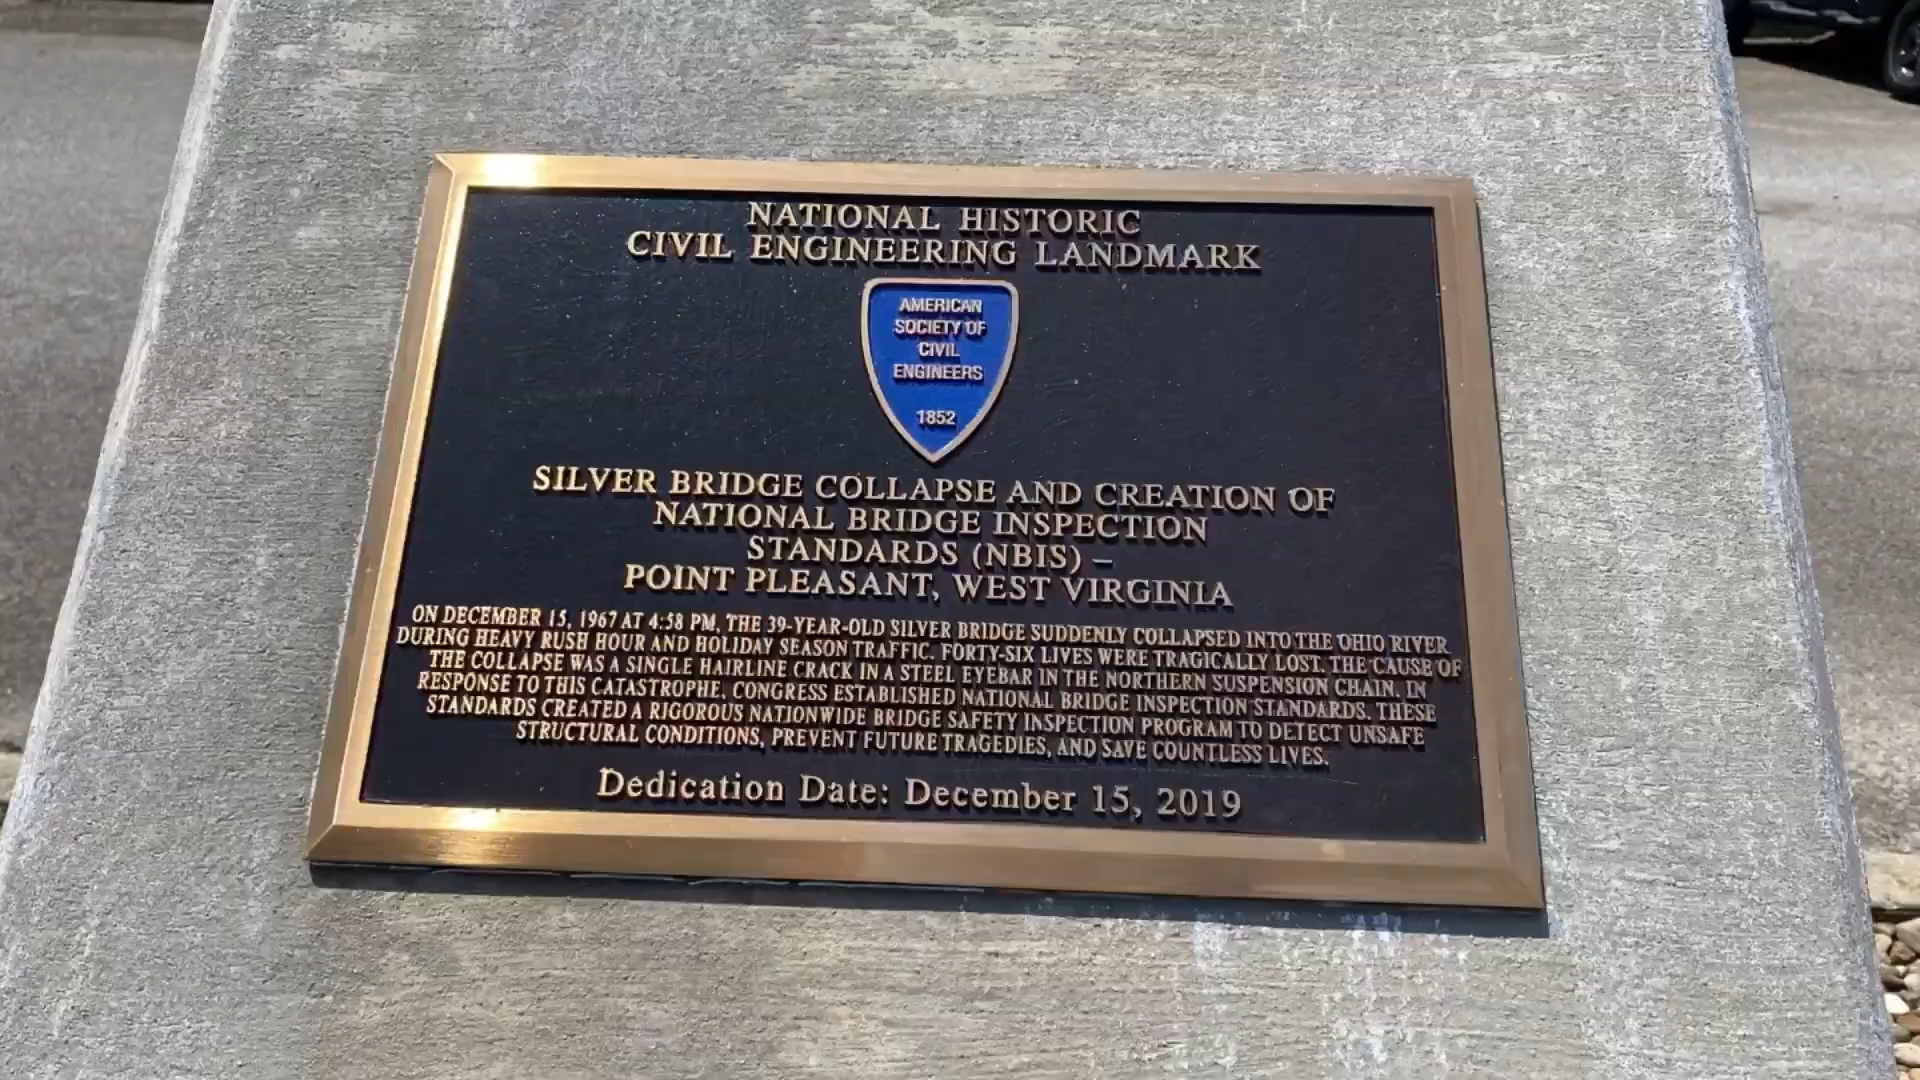 NATIONAL HISTORIC
CIVIL ENGINEERING LANDMARK
AMERICAN
SOCIETY OF
CIVIL
ENGINEERS
1852
SILVER BRIDGE COLLAPSE AND CREATION OF
NATIONAL BRIDGE INSPECTION
STANDARDS (NBIS) –
POINT PLEASANT, WEST VIRGINIA
ON DECEMBER 15, 1967 AT 4:58 PM, THE 39-YEAR-OLD SILVER BRIDGE SUDDENLY COLLAPSED INTO THE OHIO RIVER
DURING HEAVY RUSH HOUR AND HOLIDAY SEASON TRAFFIC. FORTY-SIX LIVES WERE TRAGICALLY LOST. THE CAUSE OF
THE COLLAPSE WAS A SINGLE HAIRLINE CRACK IN A STEEL EYEBAR IN THE NORTHERN SUSPENSION CHAIN. IN
RESPONSE TO THIS CATASTROPHE, CONGRESS ESTABLISHED NATIONAL BRIDGE INSPECTION STANDARDS. THESE
STANDARDS CREATED A RIGOROUS NATIONWIDE BRIDGE SAFETY INSPECTION PROGRAM TO DETECT UNSAFE
STRUCTURAL CONDITIONS, PREVENT FUTURE TRAGEDIES, AND SAVE COUNTLESS LIVES.
Dedication Date: December 15, 2019